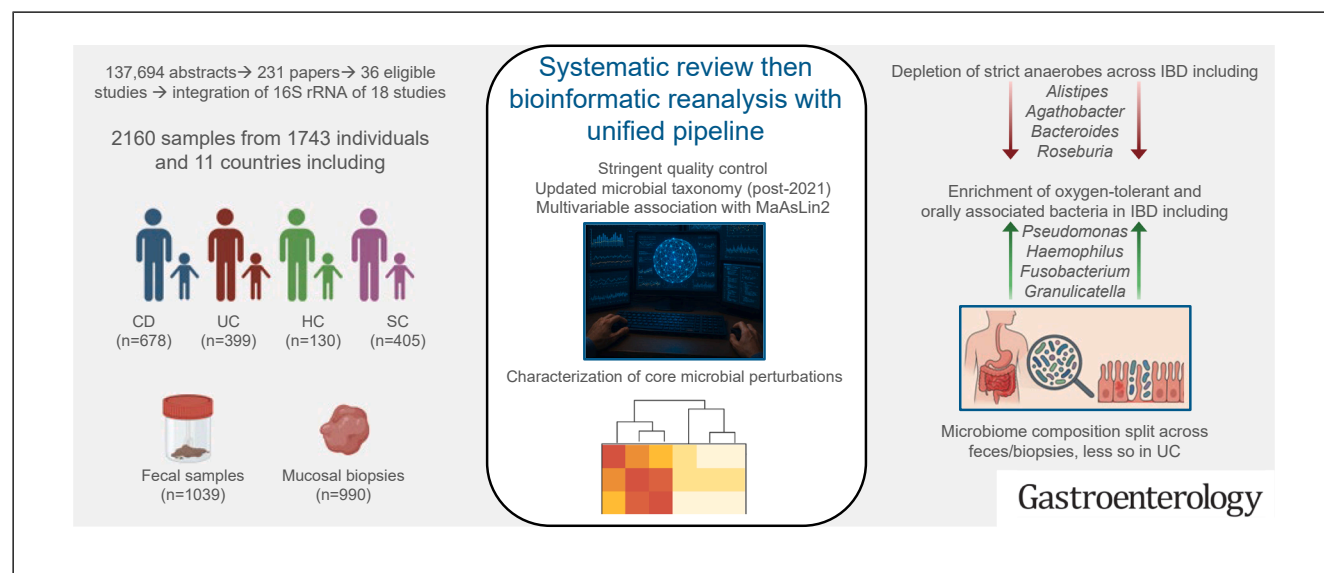 137,694 abstracts→ 231 papers→ 36 eligible
studies → integration of 16S rRNA of 18 studies
2160 samples from 1743 individuals
and 11 countries including
CD
(n=678)
UC
(n=399)
HC
(n=130)
SC
(n=405)
Fecal samples
(n=1039)
Mucosal biopsies
(n=990)
Systematic review then
bioinformatic reanalysis with
unified pipeline
Stringent quality control
Updated microbial taxonomy (post-2021)
Multivariable association with MaAsLin2
Characterization of core microbial perturbations
Depletion of strict anaerobes across IBD including
Alistipes
Agathobacter
Bacteroides
Roseburia
Enrichment of oxygen-tolerant and
orally associated bacteria in IBD including
Pseudomonas
Haemophilus
Fusobacterium
Granulicatella
Microbiome composition split across
feces/biopsies, less so in UC
Gastroenterology